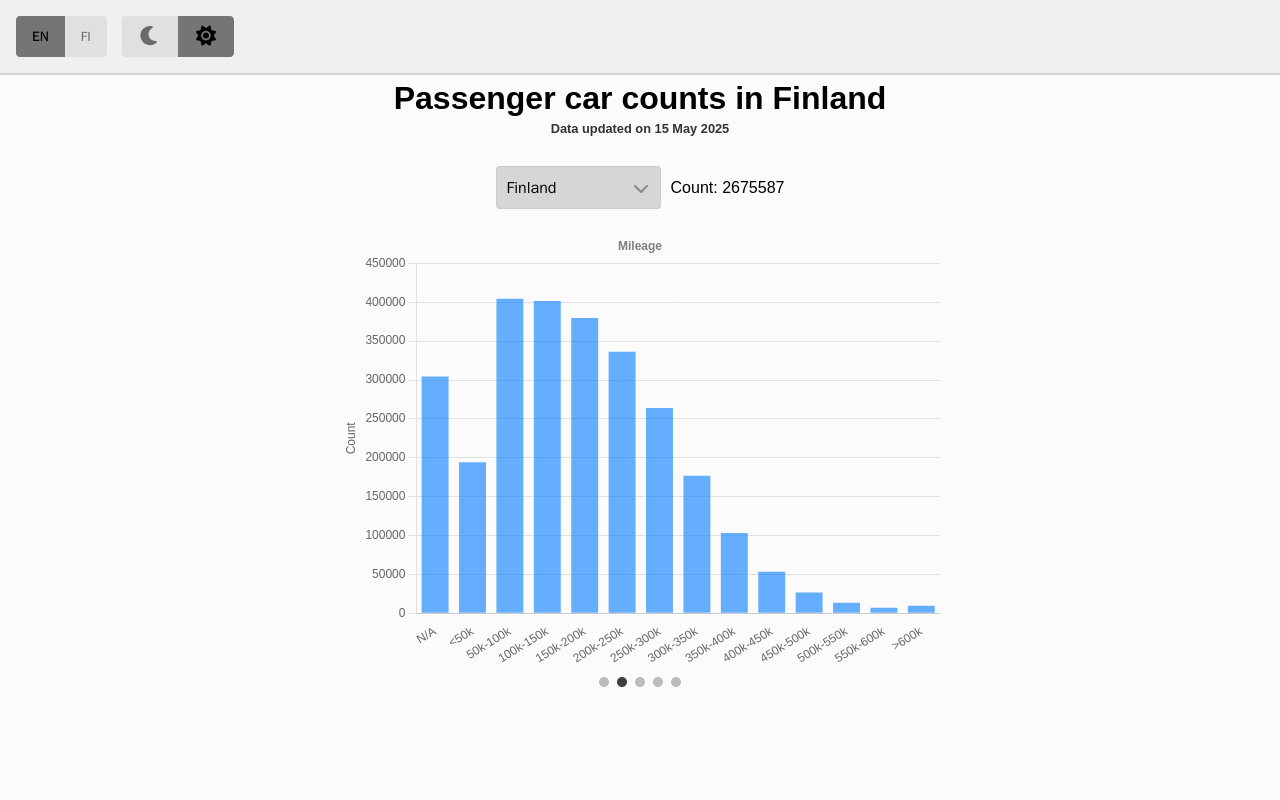 EN
FI
Passenger car counts in Finland
Data updated on 15 May 2025
Finland
Count: 2675587
Mileage
450000
400000
350000
300000
250000
200000
150000
100000
50000
0
Count
N/A
<50k
50k-100k
100k-150k
150k-200k
200k-250k
250k-300k
300k-350k
350k-400k
400k-450k
450k-500k
500k-550k
550k-600k
>600k